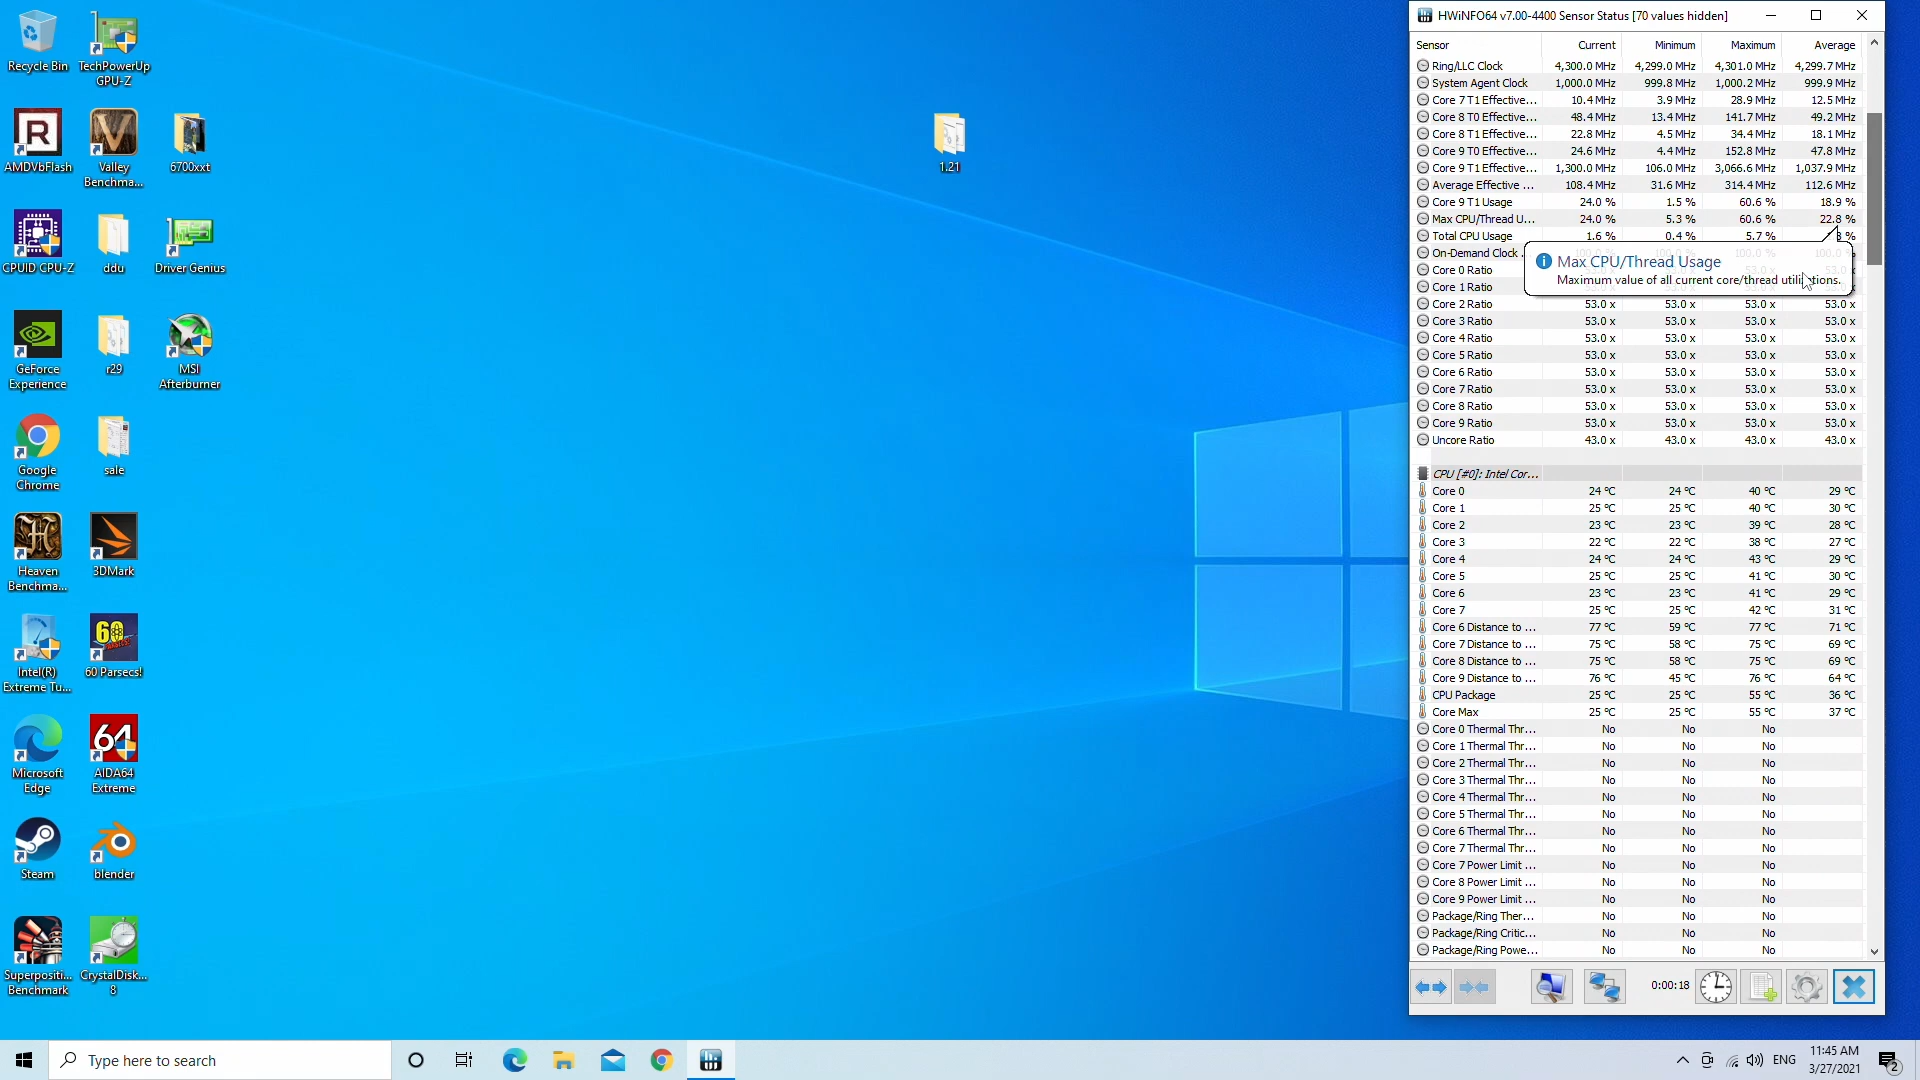 Recycle Bin
TechPowerUp
GPU-Z
AMDVbFlash
Valley
Benchma...
6700xxt
1.21
CPUID CPU-Z
ddu
Driver Genius
GeForce
Experience
r29
MSI
Afterburner
Google
Chrome
sale
Heaven
Benchma...
3DMark
Intel(R)
Extreme Tu...
60 Parsecs!
Microsoft
Edge
AIDA64
Extreme
Steam
blender
Superpositi...
Benchmark
CrystalDisk...
8
HWiNFO64 v7.00-4400 Sensor Status [70 values hidden]
Sensor Current Minimum Maximum Average
Ring/LLC Clock 4,300.0 MHz 4,299.0 MHz 4,301.0 MHz 4,299.7 MHz
System Agent Clock 1,000.0 MHz 999.8 MHz 1,000.2 MHz 999.9 MHz
Core 7 T1 Effective... 10.4 MHz 3.9 MHz 28.9 MHz 12.5 MHz
Core 8 T0 Effective... 48.4 MHz 13.4 MHz 141.7 MHz 49.2 MHz
Core 8 T1 Effective... 22.8 MHz 4.5 MHz 34.4 MHz 18.1 MHz
Core 9 T0 Effective... 24.6 MHz 4.4 MHz 152.8 MHz 47.8 MHz
Core 9 T1 Effective... 1,300.0 MHz 106.0 MHz 3,066.6 MHz 1,037.9 MHz
Average Effective ... 108.4 MHz 31.6 MHz 314.4 MHz 112.6 MHz
Core 9 T1 Usage 24.0 % 1.5 % 60.6 % 18.9 %
Max CPU/Thread U... 24.0 % 5.3 % 60.6 % 22.8 %
Total CPU Usage 1.6 % 0.4 % 5.7 % %
On-Demand Clock ... 100.0 % 100.0 % 100.0 % 100.0 %
Max CPU/Thread Usage
Maximum value of all current core/thread utilizations.
Core 0 Ratio
Core 1 Ratio
Core 2 Ratio 53.0 x 53.0 x 53.0 x 53.0 x
Core 3 Ratio 53.0 x 53.0 x 53.0 x 53.0 x
Core 4 Ratio 53.0 x 53.0 x 53.0 x 53.0 x
Core 5 Ratio 53.0 x 53.0 x 53.0 x 53.0 x
Core 6 Ratio 53.0 x 53.0 x 53.0 x 53.0 x
Core 7 Ratio 53.0 x 53.0 x 53.0 x 53.0 x
Core 8 Ratio 53.0 x 53.0 x 53.0 x 53.0 x
Core 9 Ratio 53.0 x 53.0 x 53.0 x 53.0 x
Uncore Ratio 43.0 x 43.0 x 43.0 x 43.0 x
CPU [#0]: Intel Cor...
Core 0 24 °C 24 °C 40 °C 29 °C
Core 1 25 °C 25 °C 40 °C 30 °C
Core 2 23 °C 23 °C 39 °C 28 °C
Core 3 22 °C 22 °C 38 °C 27 °C
Core 4 24 °C 24 °C 43 °C 29 °C
Core 5 25 °C 25 °C 41 °C 30 °C
Core 6 23 °C 23 °C 41 °C 29 °C
Core 7 25 °C 25 °C 42 °C 31 °C
Core 6 Distance to ... 77 °C 59 °C 77 °C 71 °C
Core 7 Distance to ... 75 °C 58 °C 75 °C 69 °C
Core 8 Distance to ... 75 °C 58 °C 75 °C 69 °C
Core 9 Distance to ... 76 °C 45 °C 76 °C 64 °C
CPU Package 25 °C 25 °C 55 °C 36 °C
Core Max 25 °C 25 °C 55 °C 37 °C
Core 0 Thermal Thr... No No No
Core 1 Thermal Thr... No No No
Core 2 Thermal Thr... No No No
Core 3 Thermal Thr... No No No
Core 4 Thermal Thr... No No No
Core 5 Thermal Thr... No No No
Core 6 Thermal Thr... No No No
Core 7 Thermal Thr... No No No
Core 7 Power Limit ... No No No
Core 8 Power Limit ... No No No
Core 9 Power Limit ... No No No
Package/Ring Ther... No No No
Package/Ring Critic... No No No
Package/Ring Powe... No No No
0:00:18
Type here to search
ENG
11:45 AM
3/27/2021
2